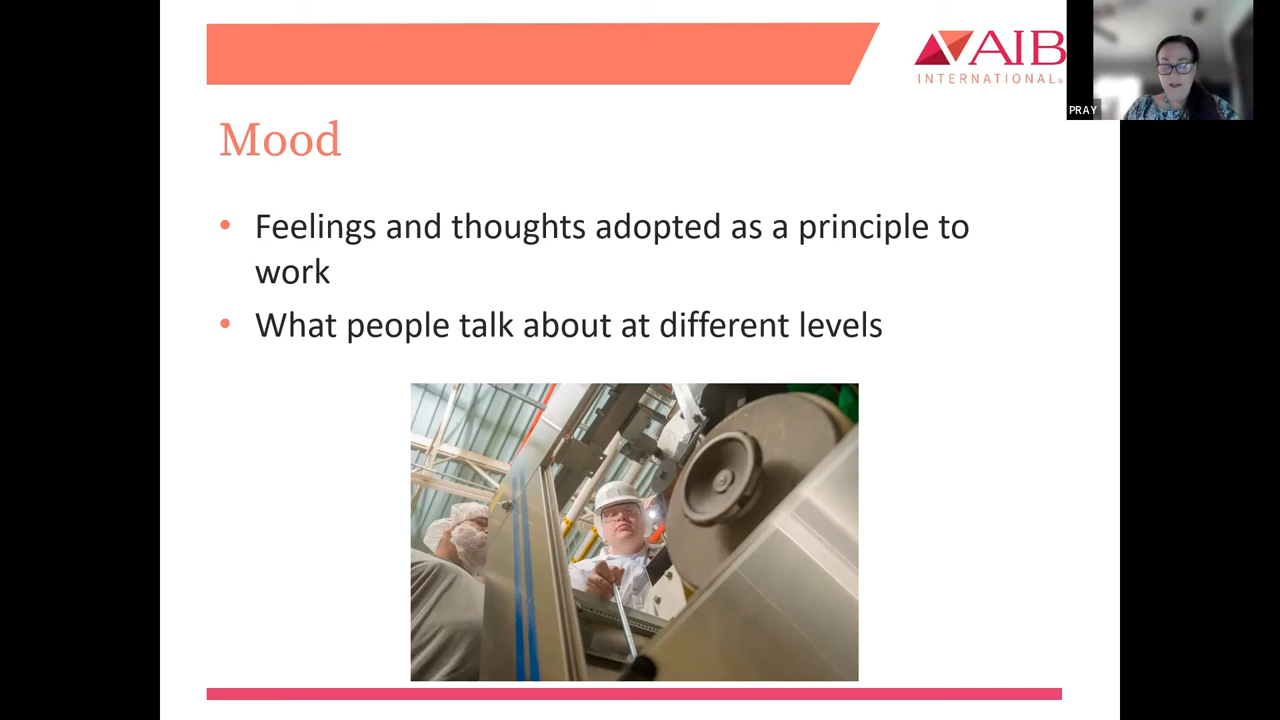 AIB
INTERNATIONAL®
PRAY
Mood
• Feelings and thoughts adopted as a principle to
work
• What people talk about at different levels